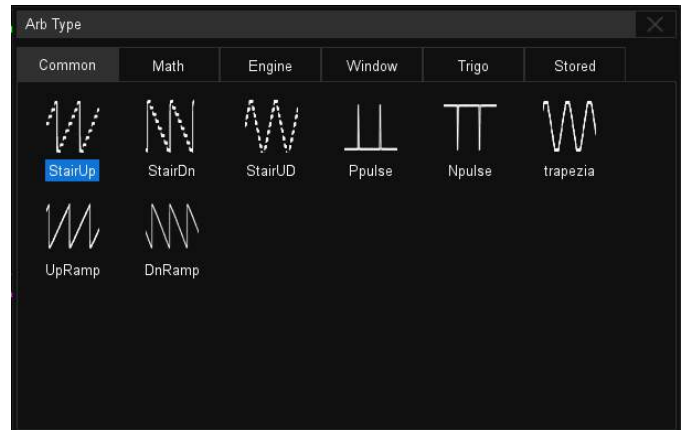 Arb Type
Common Math Engine Window Trigo Stored
StairUp StairDn StairUD Ppulse Npulse trapezia
UpRamp DnRamp